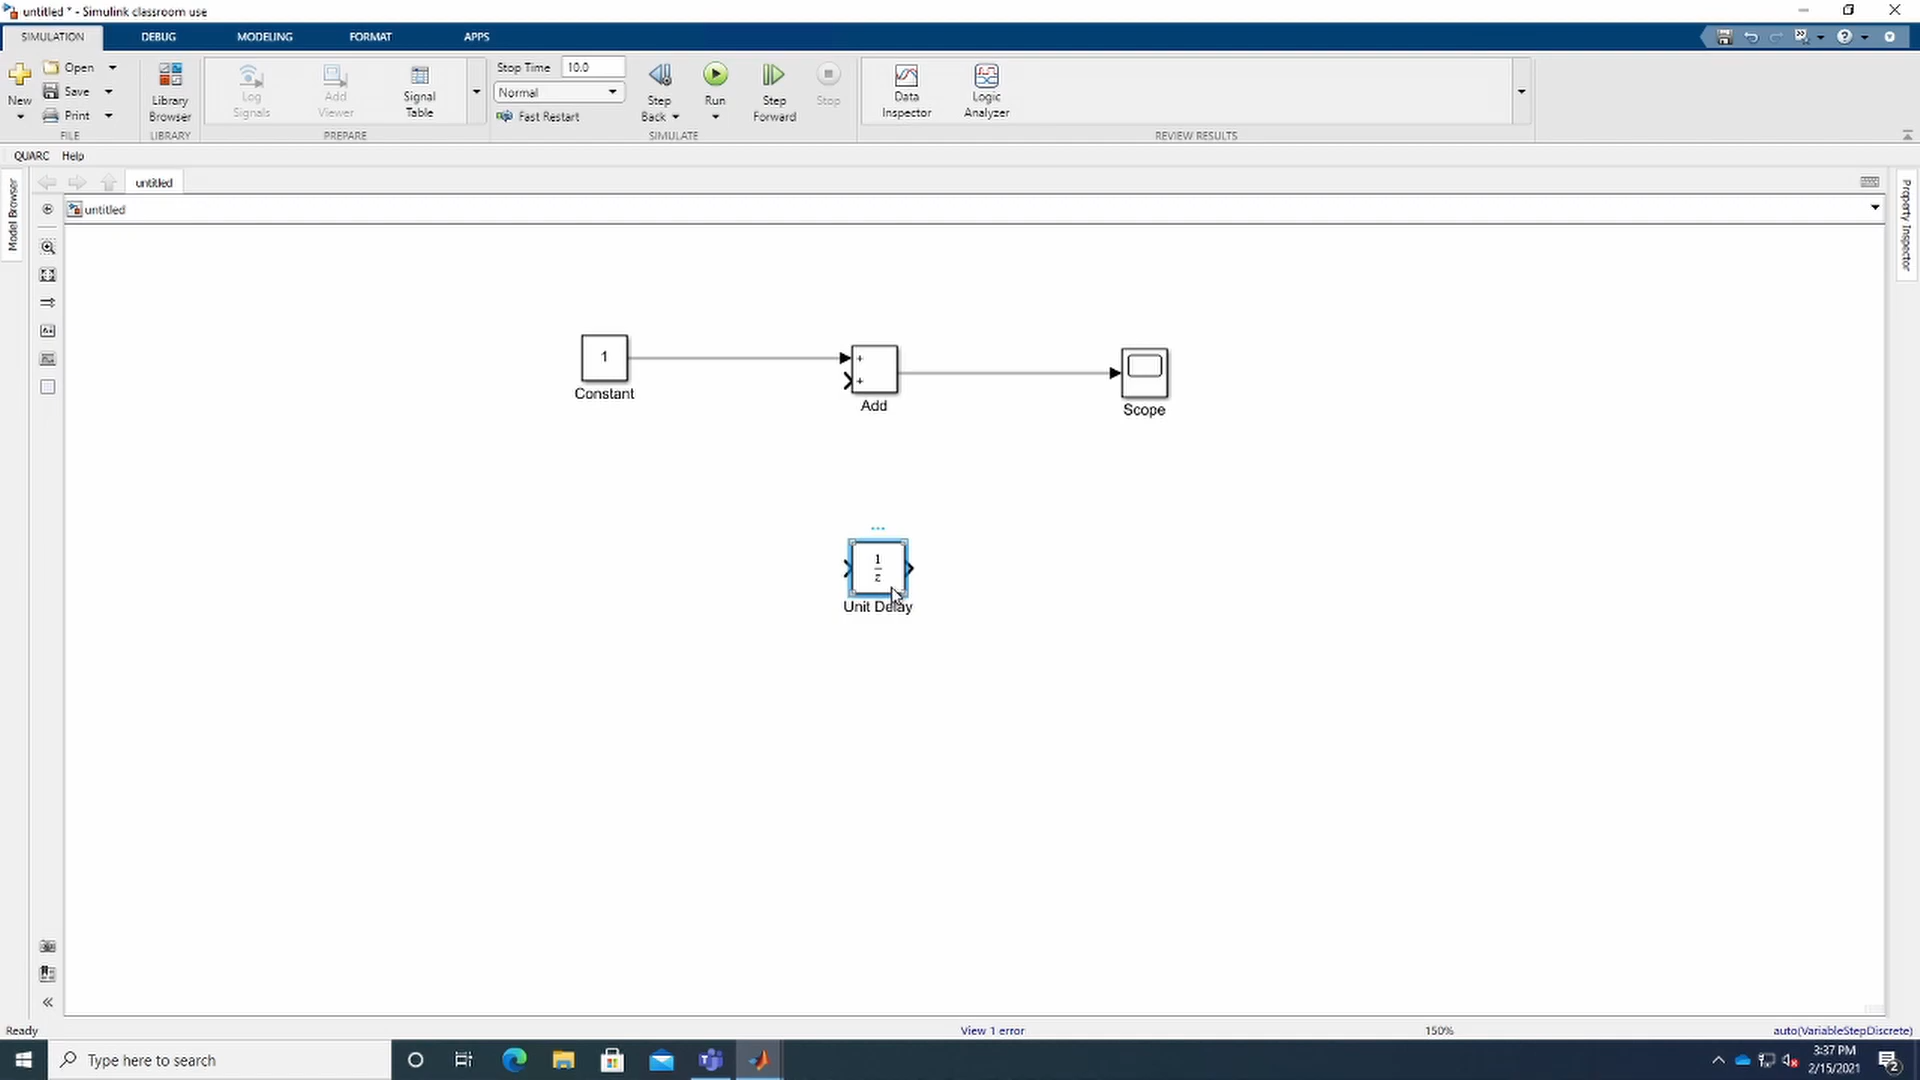 untitled * - Simulink classroom use
SIMULATION DEBUG MODELING FORMAT APPS
New
Open
Save
Print
FILE
Library Browser
LIBRARY
Log Signals
Add Viewer
Signal Table
PREPARE
Stop Time 10.0
Normal
Fast Restart
Step Back
Run
Step Forward
Stop
SIMULATE
Data Inspector
Logic Analyzer
REVIEW RESULTS
QUARC Help
Model Browser
untitled
untitled
Property Inspector
1
Constant
+
+
Add
Scope
1
z
Unit Delay
Ready
View 1 error
150%
auto(VariableStepDiscrete)
Type here to search
3:37 PM
2/15/2021
2